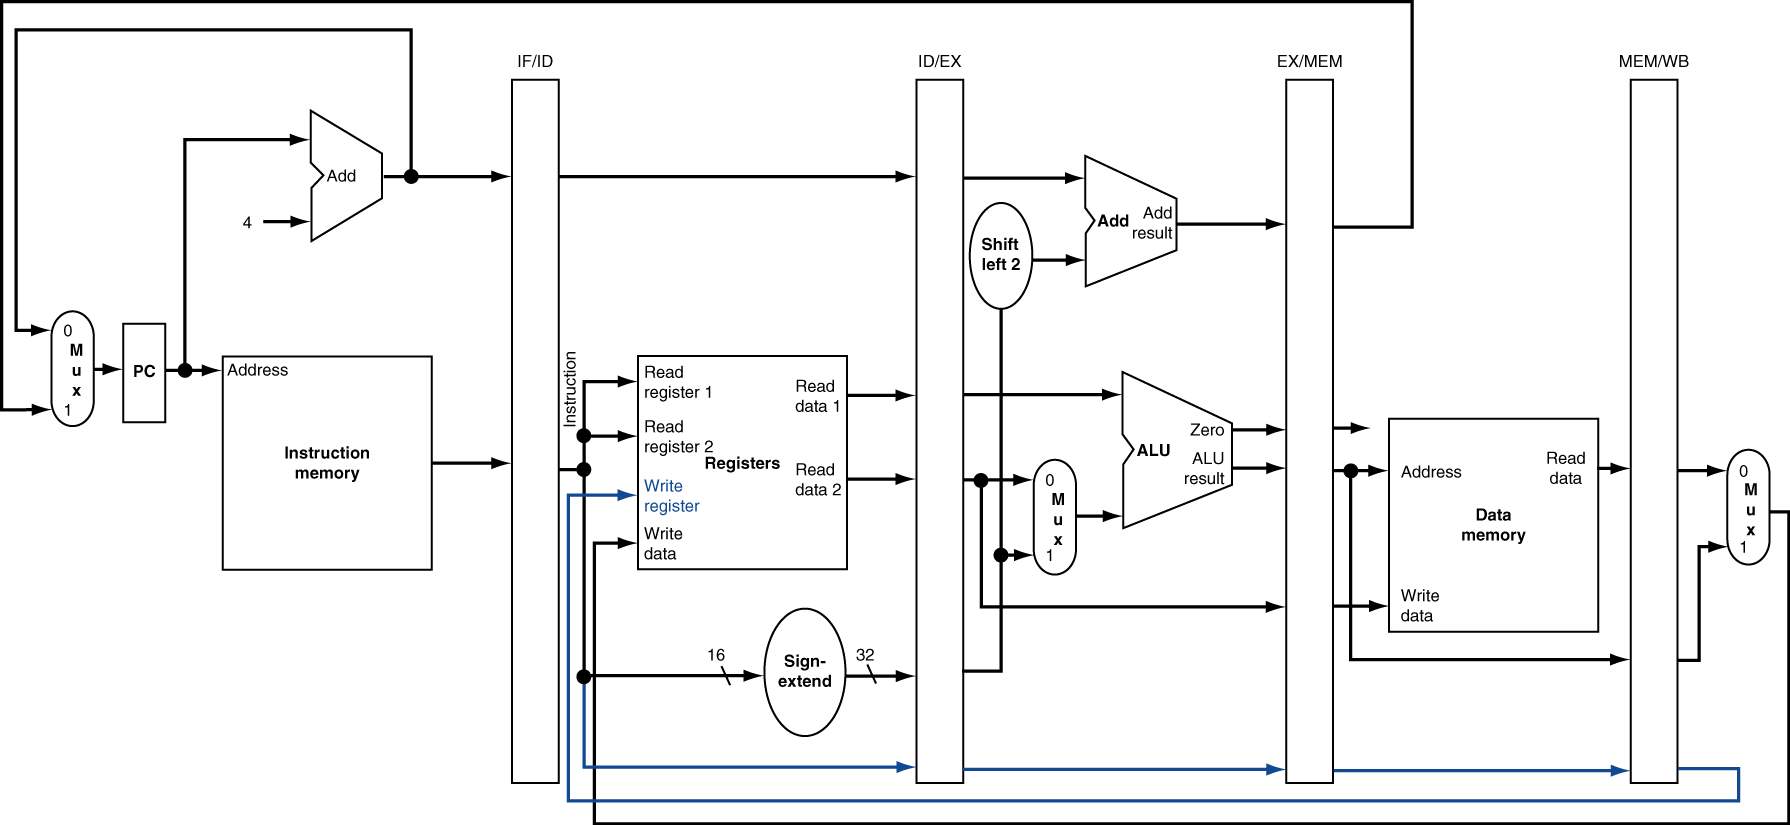 IF/ID
ID/EX
EX/MEM
MEM/WB
Add
4
Add
Add
result
Shift
left 2
0
M
u
x
1
PC
Address
Instruction
memory
Instruction
Read
register 1
Read
register 2
Write
register
Write
data
Registers
Read
data 1
Read
data 2
16
Sign-
extend
32
0
M
u
x
1
ALU
Zero
ALU
result
Address
Read
data
Data
memory
Write
data
0
M
u
x
1